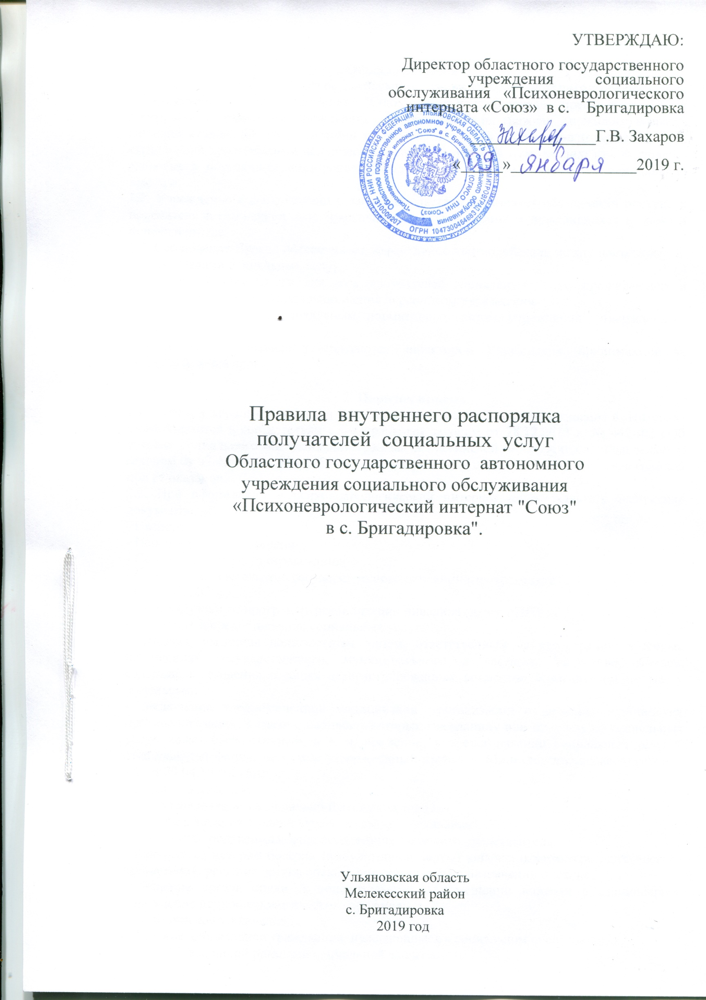 УТВЕРЖДАЮ:
Директор областного государственного
учреждения социального
обслуживания «Психоневрологического
интерната «Союз» в с. Бригадировка
Захаров Г.В. Захаров
« 09 » января 2019 г.
РОССИЙСКАЯ ФЕДЕРАЦИЯ УЛЬЯНОВСКАЯ ОБЛАСТЬ
ОГРН 1047300464683
ИНН 7310009207
Областное государственное автономное учреждение социального обслуживания
"Психоневрологический интернат "Союз" в с. Бригадировка" (ОГАУСО ПНИ "Союз")
Правила внутреннего распорядка
получателей социальных услуг
Областного государственного автономного
учреждения социального обслуживания
«Психоневрологический интернат "Союз"
в с. Бригадировка".
Ульяновская область
Мелекесский район
с. Бригадировка
2019 год